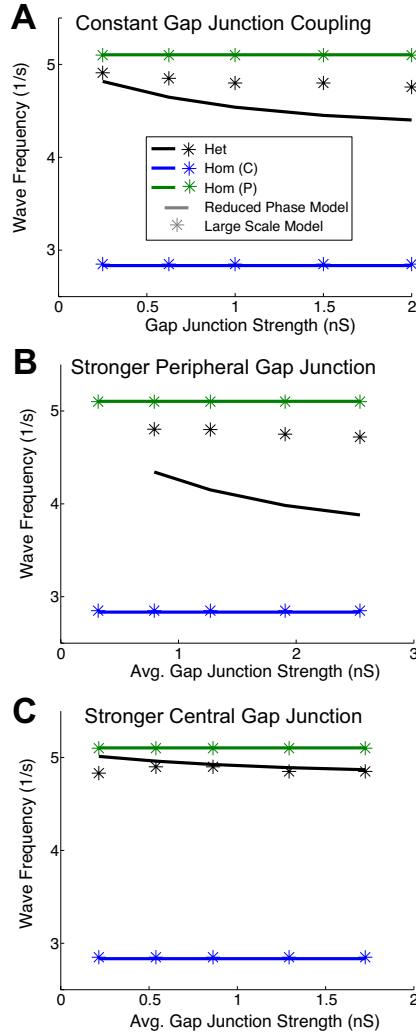 A
Constant Gap Junction Coupling
Wave Frequency (1/s)
5
4
3
Het
Hom (C)
Hom (P)
Reduced Phase Model
Large Scale Model
0 0.5 1 1.5 2
Gap Junction Strength (nS)
B
Stronger Peripheral Gap Junction
Wave Frequency (1/s)
5
4
3
0 1 2 3
Avg. Gap Junction Strength (nS)
C
Stronger Central Gap Junction
Wave Frequency (1/s)
5
4
3
0 0.5 1 1.5 2
Avg. Gap Junction Strength (nS)